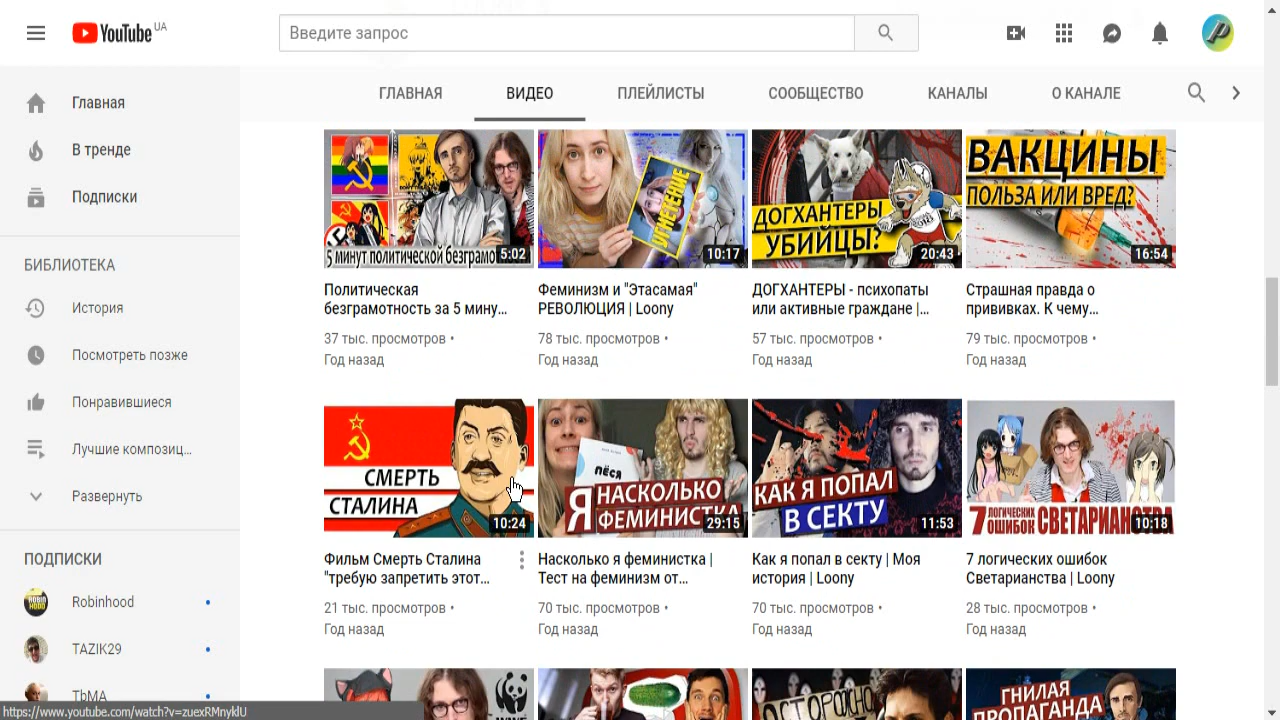 YouTube UA
Введите запрос
Главная
В тренде
Подписки
БИБЛИОТЕКА
История
Посмотреть позже
Понравившиеся
Лучшие композиц...
Развернуть
ПОДПИСКИ
Robinhood
TAZIK29
TbMA
ГЛАВНАЯ
ВИДЕО
ПЛЕЙЛИСТЫ
СООБЩЕСТВО
КАНАЛЫ
О КАНАЛЕ
5 минут политической безграмо
5:02
Политическая
безграмотность за 5 мину...
37 тыс. просмотров •
Год назад
10:17
Феминизм и "Этасамая"
РЕВОЛЮЦИЯ | Loony
78 тыс. просмотров •
Год назад
ДОГХАНТЕРЫ
УБИЙЦЫ?
20:43
ДОГХАНТЕРЫ - психопаты
или активные граждане |...
57 тыс. просмотров •
Год назад
ВАКЦИНЫ
ПОЛЬЗА ИЛИ ВРЕД?
16:54
Страшная правда о
прививках. К чему...
79 тыс. просмотров •
Год назад
СМЕРТЬ
СТАЛИНА
10:24
Фильм Смерть Сталина
"требую запретить этот...
21 тыс. просмотров •
Год назад
ПЁСЯ
Я НАСКОЛЬКО
ФЕМИНИСТКА
29:15
Насколько я феминистка |
Тест на феминизм от...
70 тыс. просмотров •
Год назад
КАК Я ПОПАЛ
В СЕКТУ
11:53
Как я попал в секту | Моя
история | Loony
70 тыс. просмотров •
Год назад
7 ЛОГИЧЕСКИХ
ОШИБОК СВЕТАРИАНСТВА
10:18
7 логических ошибок
Светарианства | Loony
28 тыс. просмотров •
Год назад
ОСТОРОЖНО
ГНИЛАЯ
ПРОПАГАНДА
https://www.youtube.com/watch?v=zuexRMnykIU